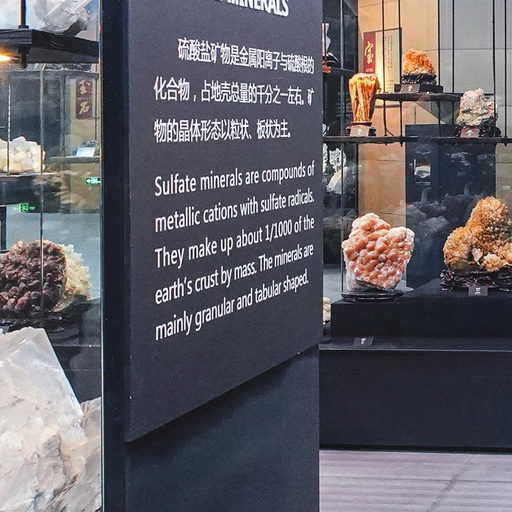 MINERALS
硫酸盐矿物是金属阳离子与硫酸根的
化合物，占地壳总量的千分之一左右。矿
物的晶体形态以粒状、板状为主。
Sulfate minerals are compounds of
metallic cations with sulfate radicals.
They make up about 1/1000 of the
earth's crust by mass. The minerals are
mainly granular and tabular shaped.